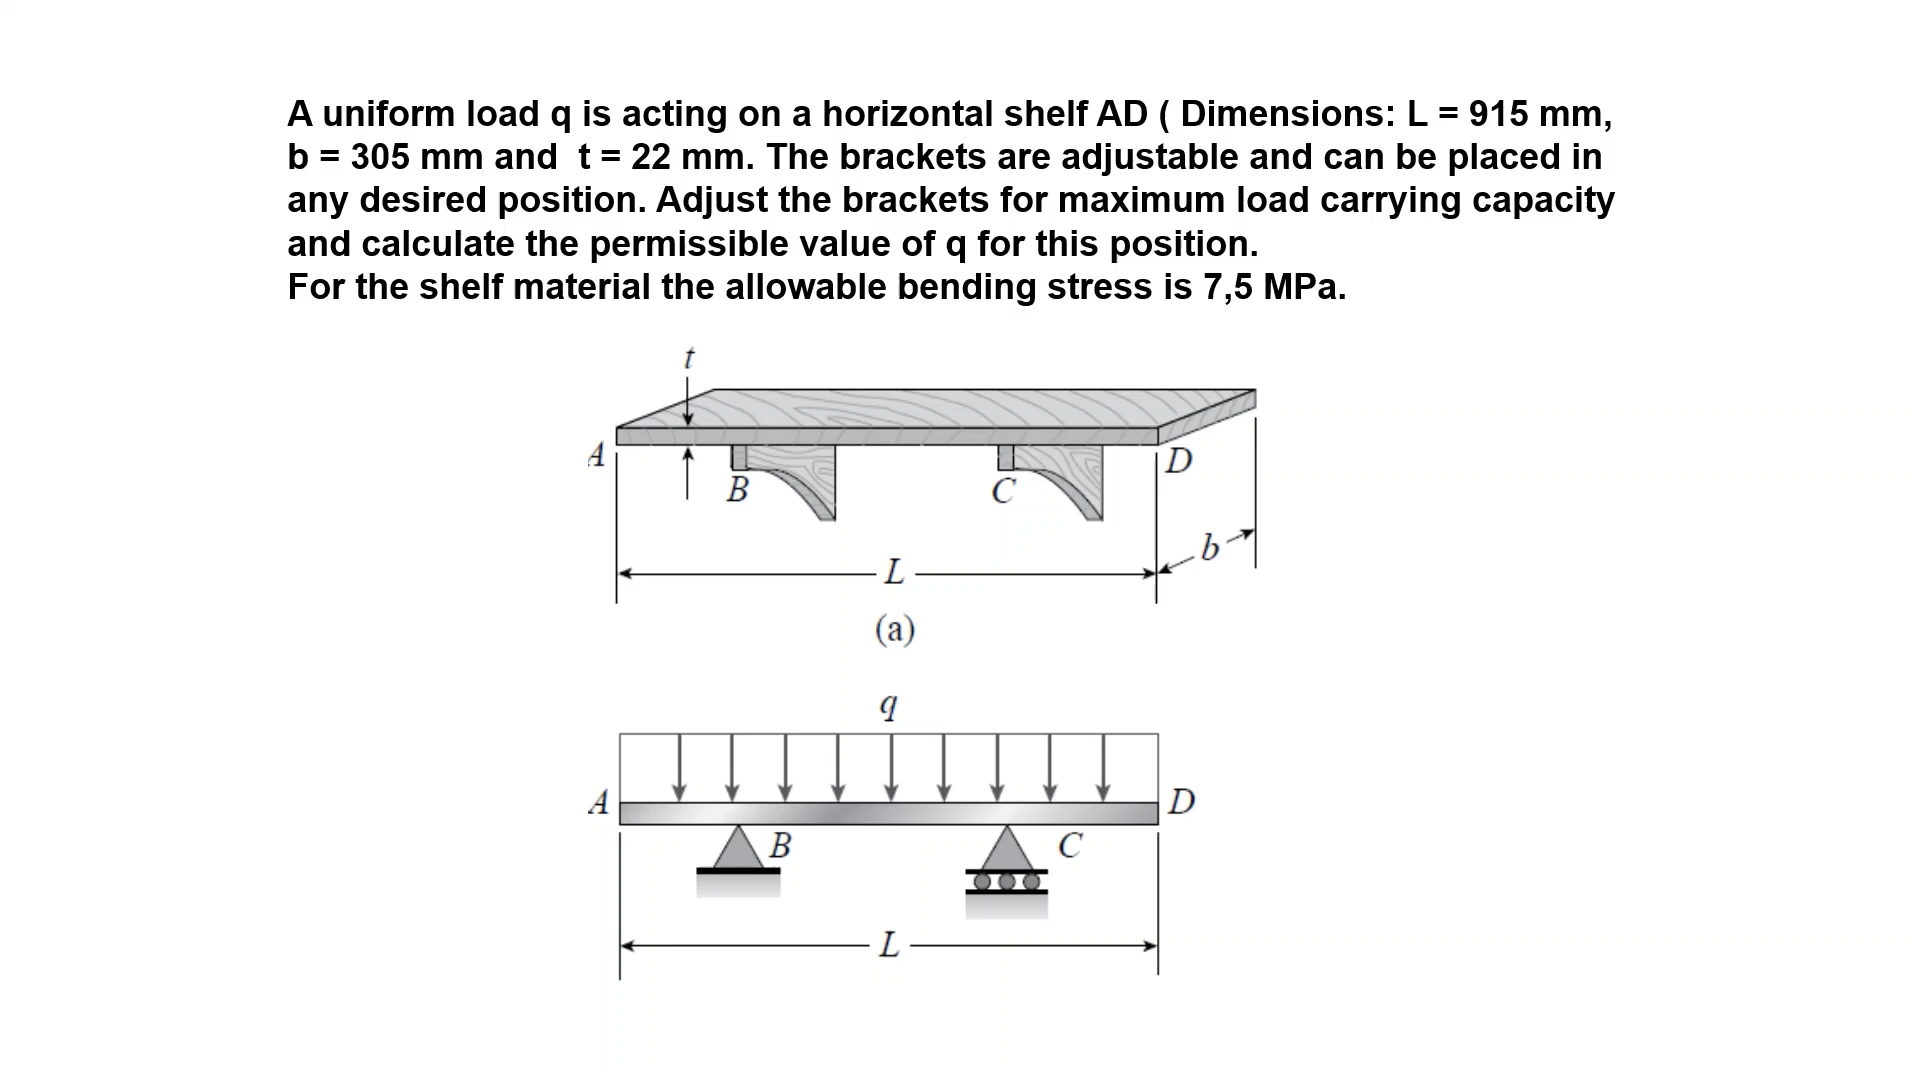 A uniform load q is acting on a horizontal shelf AD ( Dimensions: L = 915 mm,
b = 305 mm and  t = 22 mm. The brackets are adjustable and can be placed in
any desired position. Adjust the brackets for maximum load carrying capacity
and calculate the permissible value of q for this position.
For the shelf material the allowable bending stress is 7,5 MPa.
t
A
D
B
C
b
L
(a)
q
A
D
B
C
L